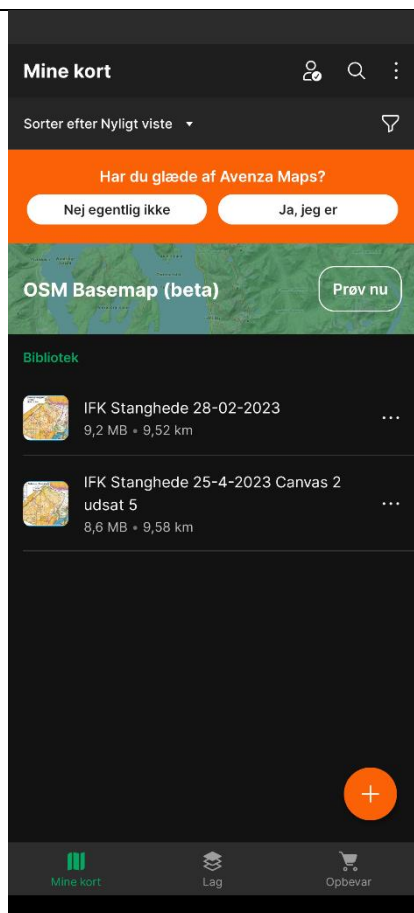 Mine kort
Sorter efter Nyligt viste
Har du glæde af Avenza Maps?
Nej egentlig ikke
Ja, jeg er
OSM Basemap (beta)
Prøv nu
Bibliotek
IFK Stanghede 28-02-2023
9,2 MB • 9,52 km
IFK Stanghede 25-4-2023 Canvas 2
udsat 5
8,6 MB • 9,58 km
Mine kort
Lag
Opbevar